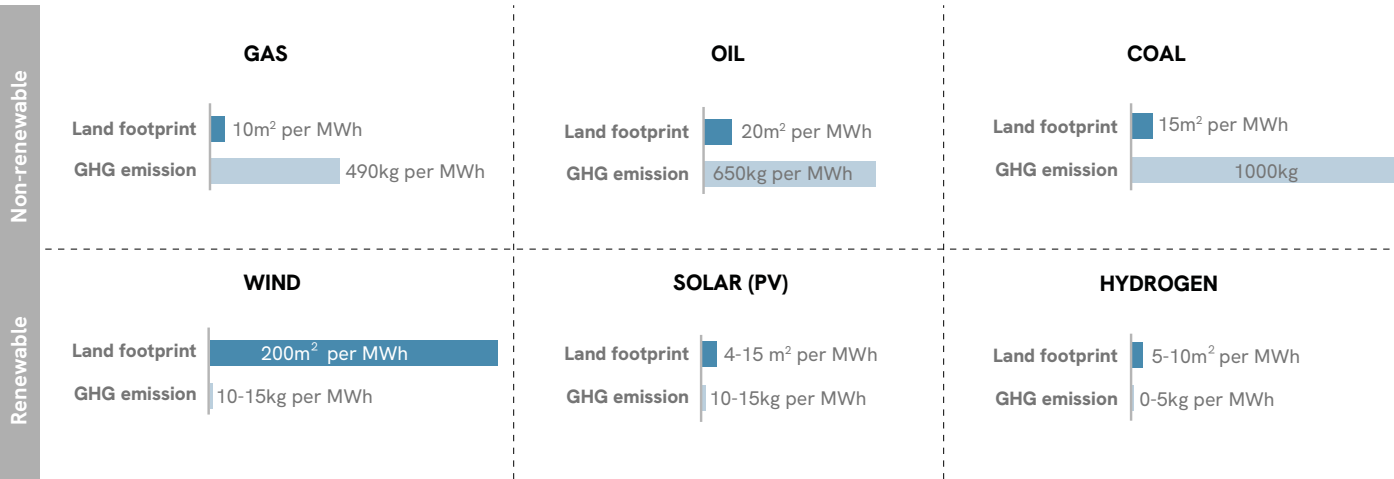 Non-renewable
GAS
Land footprint 10m² per MWh
GHG emission 490kg per MWh
OIL
Land footprint 20m² per MWh
GHG emission 650kg per MWh
COAL
Land footprint 15m² per MWh
GHG emission 1000kg
Renewable
WIND
Land footprint 200m² per MWh
GHG emission 10-15kg per MWh
SOLAR (PV)
Land footprint 4-15 m² per MWh
GHG emission 10-15kg per MWh
HYDROGEN
Land footprint 5-10m² per MWh
GHG emission 0-5kg per MWh